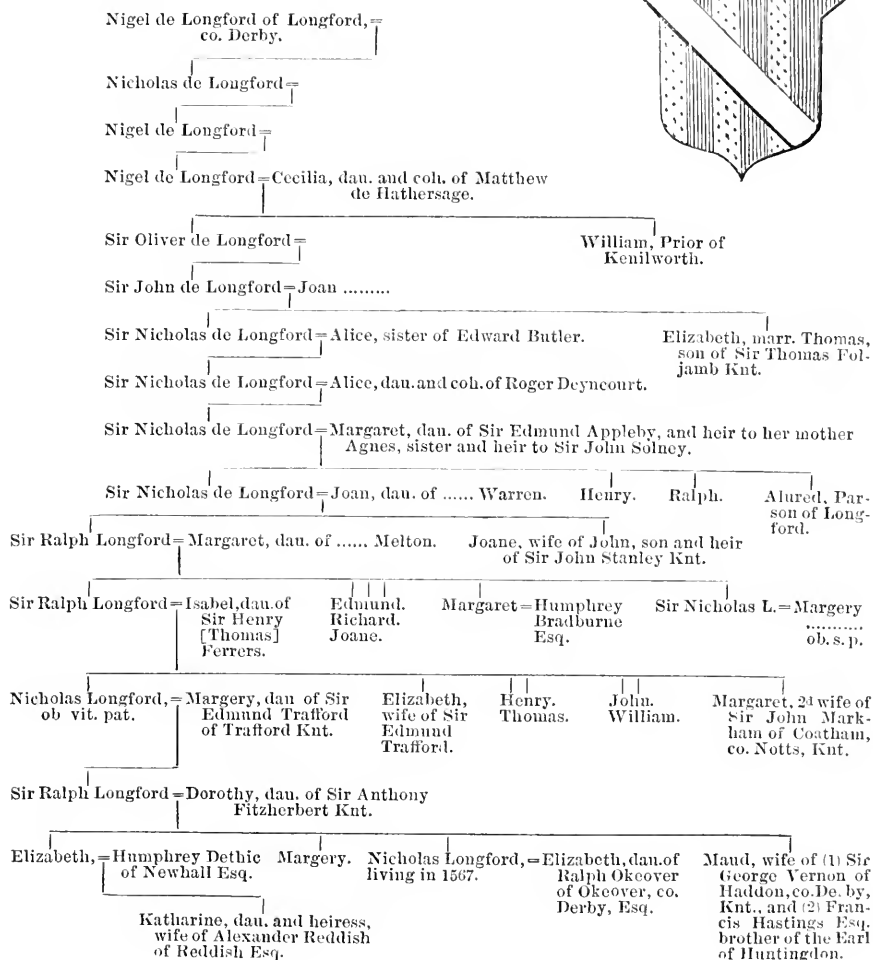 Nigel de Longford of Longford,=
co. Derby.
Nicholas de Longford=
Nigel de Longford=
Nigel de Longford=Cecilia, dau. and coh. of Matthew
de Hathersage.
Sir Oliver de Longford=
William, Prior of
Kenilworth.
Sir John de Longford=Joan .........
Sir Nicholas de Longford=Alice, sister of Edward Butler.
Elizabeth, marr. Thomas,
son of Sir Thomas Fol-
jamb Knt.
Sir Nicholas de Longford=Alice, dau. and coh. of Roger Deyncourt.
Sir Nicholas de Longford=Margaret, dau. of Sir Edmund Appleby, and heir to her mother
Agnes, sister and heir to Sir John Solney.
Sir Nicholas de Longford=Joan, dau. of ...... Warren.
Henry.
Ralph.
Alured, Par-
son of Long-
ford.
Sir Ralph Longford=Margaret, dau. of ...... Melton.
Joane, wife of John, son and heir
of Sir John Stanley Knt.
Sir Ralph Longford=Isabel, dau. of
Sir Henry
[Thomas]
Ferrers.
Edmund.
Richard.
Joane.
Margaret=Humphrey
Bradburne
Esq.
Sir Nicholas L.=Margery
..........
ob. s. p.
Nicholas Longford,=Margery, dau of Sir
ob vit. pat.
Edmund Trafford
of Trafford Knt.
Elizabeth,
wife of Sir
Edmund
Trafford.
Henry.
Thomas.
John.
William.
Margaret, 2d wife of
Sir John Mark-
ham of Coatham,
co. Notts, Knt.
Sir Ralph Longford=Dorothy, dau. of Sir Anthony
Fitzherbert Knt.
Elizabeth,=Humphrey Dethic
of Newhall Esq.
Margery.
Nicholas Longford,=Elizabeth, dau. of
living in 1567.
Ralph Okeover
of Okeover, co.
Derby, Esq.
Maud, wife of (1) Sir
George Vernon of
Haddon, co. De. by,
Knt., and (2) Fran-
cis Hastings Esq.
brother of the Earl
of Huntingdon.
Katharine, dau. and heiress,
wife of Alexander Reddish
of Reddish Esq.